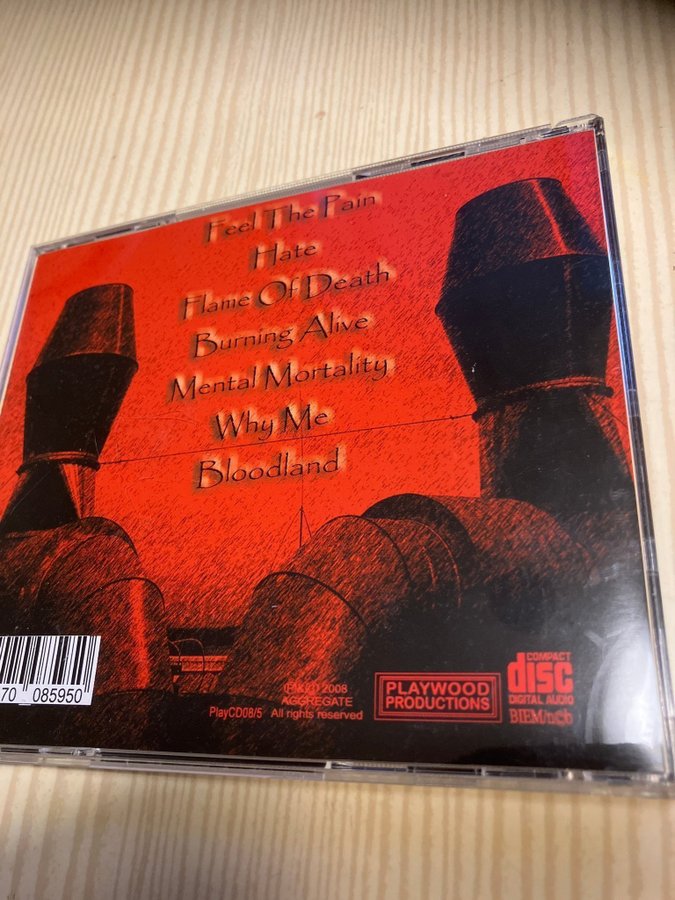 Feel The Pain
Hate
Flame Of Death
Burning Alive
Mental Mortality
Why Me
Bloodland
70 085950
2008
AGGREGATE
PlayCD08/5 All rights reserved
PLAYWOOD
PRODUCTIONS
COMPACT
disc
DIGITAL AUDIO
BIEM/n©b